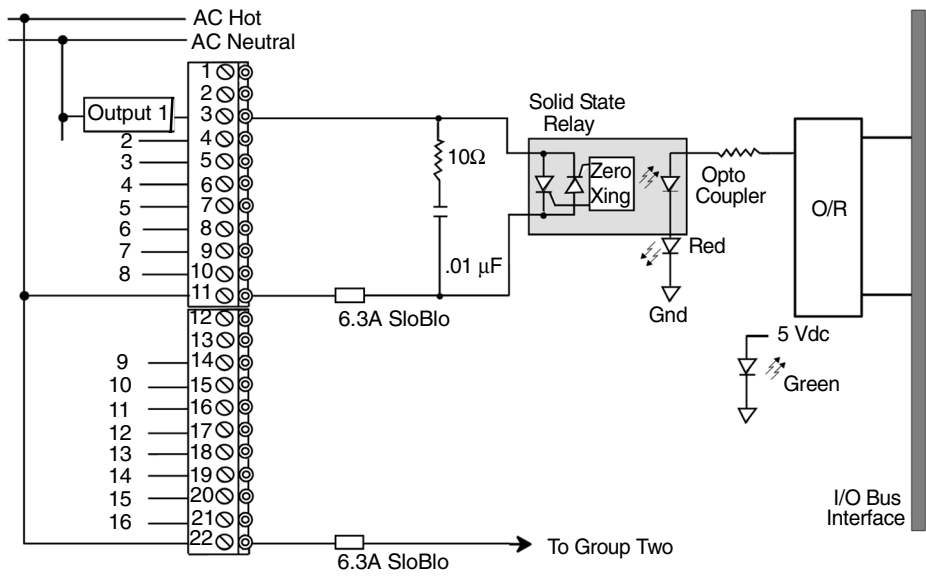 AC Hot
AC Neutral
1
2
Output 1
3
2
4
3
5
4
6
5
7
6
8
7
9
8
10
11
6.3A SloBlo
10Ω
.01 µF
Solid State
Relay
Zero
Xing
Opto
Coupler
Red
Gnd
O/R
5 Vdc
Green
I/O Bus
Interface
12
13
9
14
10
15
11
16
12
17
13
18
14
19
15
20
16
21
22
6.3A SloBlo
To Group Two